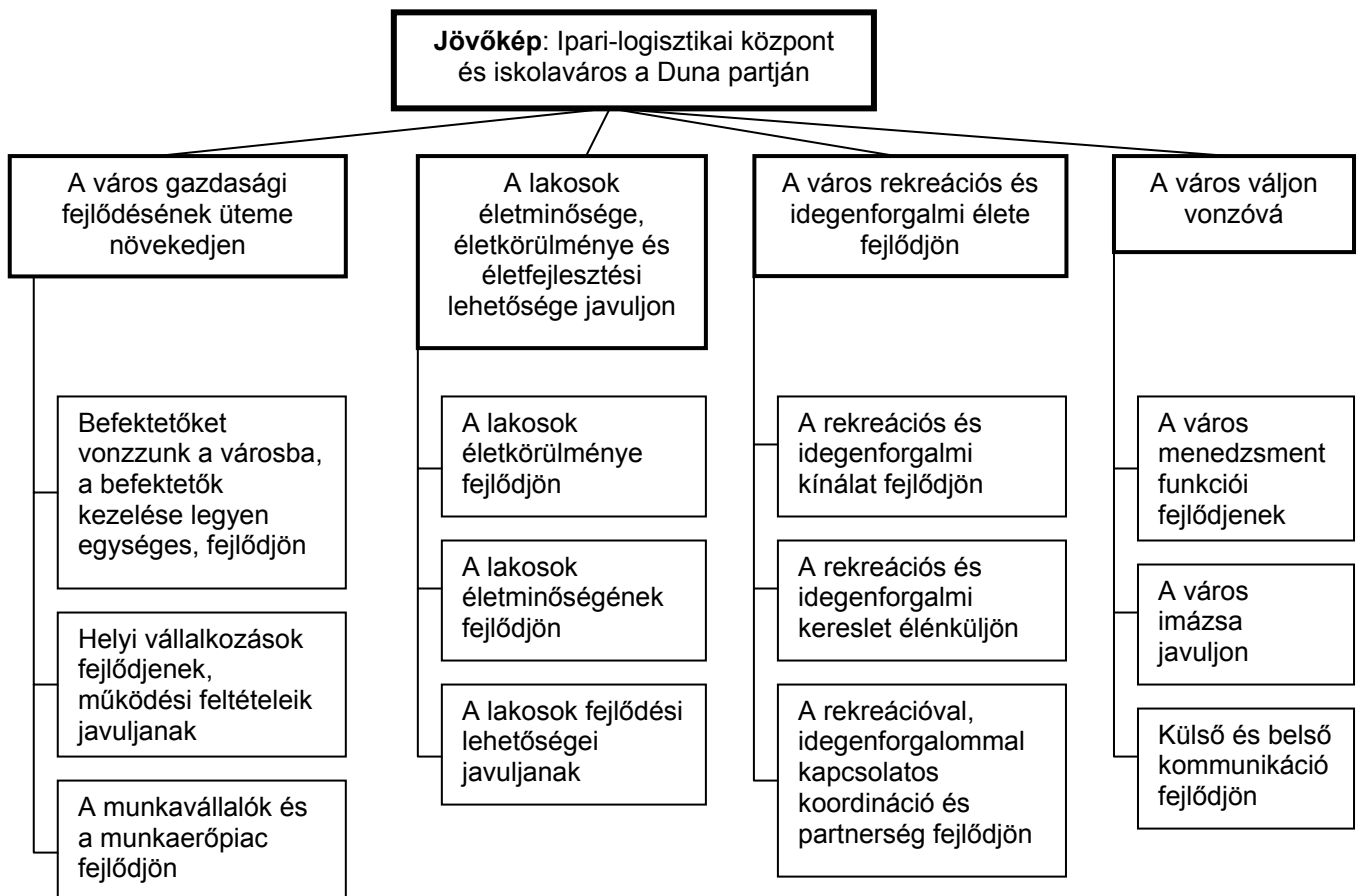 Jövőkép: Ipari-logisztikai központ
és iskolaváros a Duna partján
A város gazdasági
fejlődésének üteme
növekedjen
A lakosok
életminősége,
életkörülménye és
életfejlesztési
lehetősége javuljon
A város rekreációs és
idegenforgalmi élete
fejlődjön
A város váljon
vonzóvá
Befektetőket
vonzzunk a városba,
a befektetők
kezelése legyen
egységes, fejlődjön
Helyi vállalkozások
fejlődjenek,
működési feltételeik
javuljanak
A munkavállalók és
a munkaerőpiac
fejlődjön
A lakosok
életkörülménye
fejlődjön
A lakosok
életminőségének
fejlődjön
A lakosok fejlődési
lehetőségei
javuljanak
A rekreációs és
idegenforgalmi
kínálat fejlődjön
A rekreációs és
idegenforgalmi
kereslet élénküljön
A rekreációval,
idegenforgalommal
kapcsolatos
koordináció és
partnerség fejlődjön
A város
menedzsment
funkciói
fejlődjenek
A város
imázsa
javuljon
Külső és belső
kommunikáció
fejlődjön